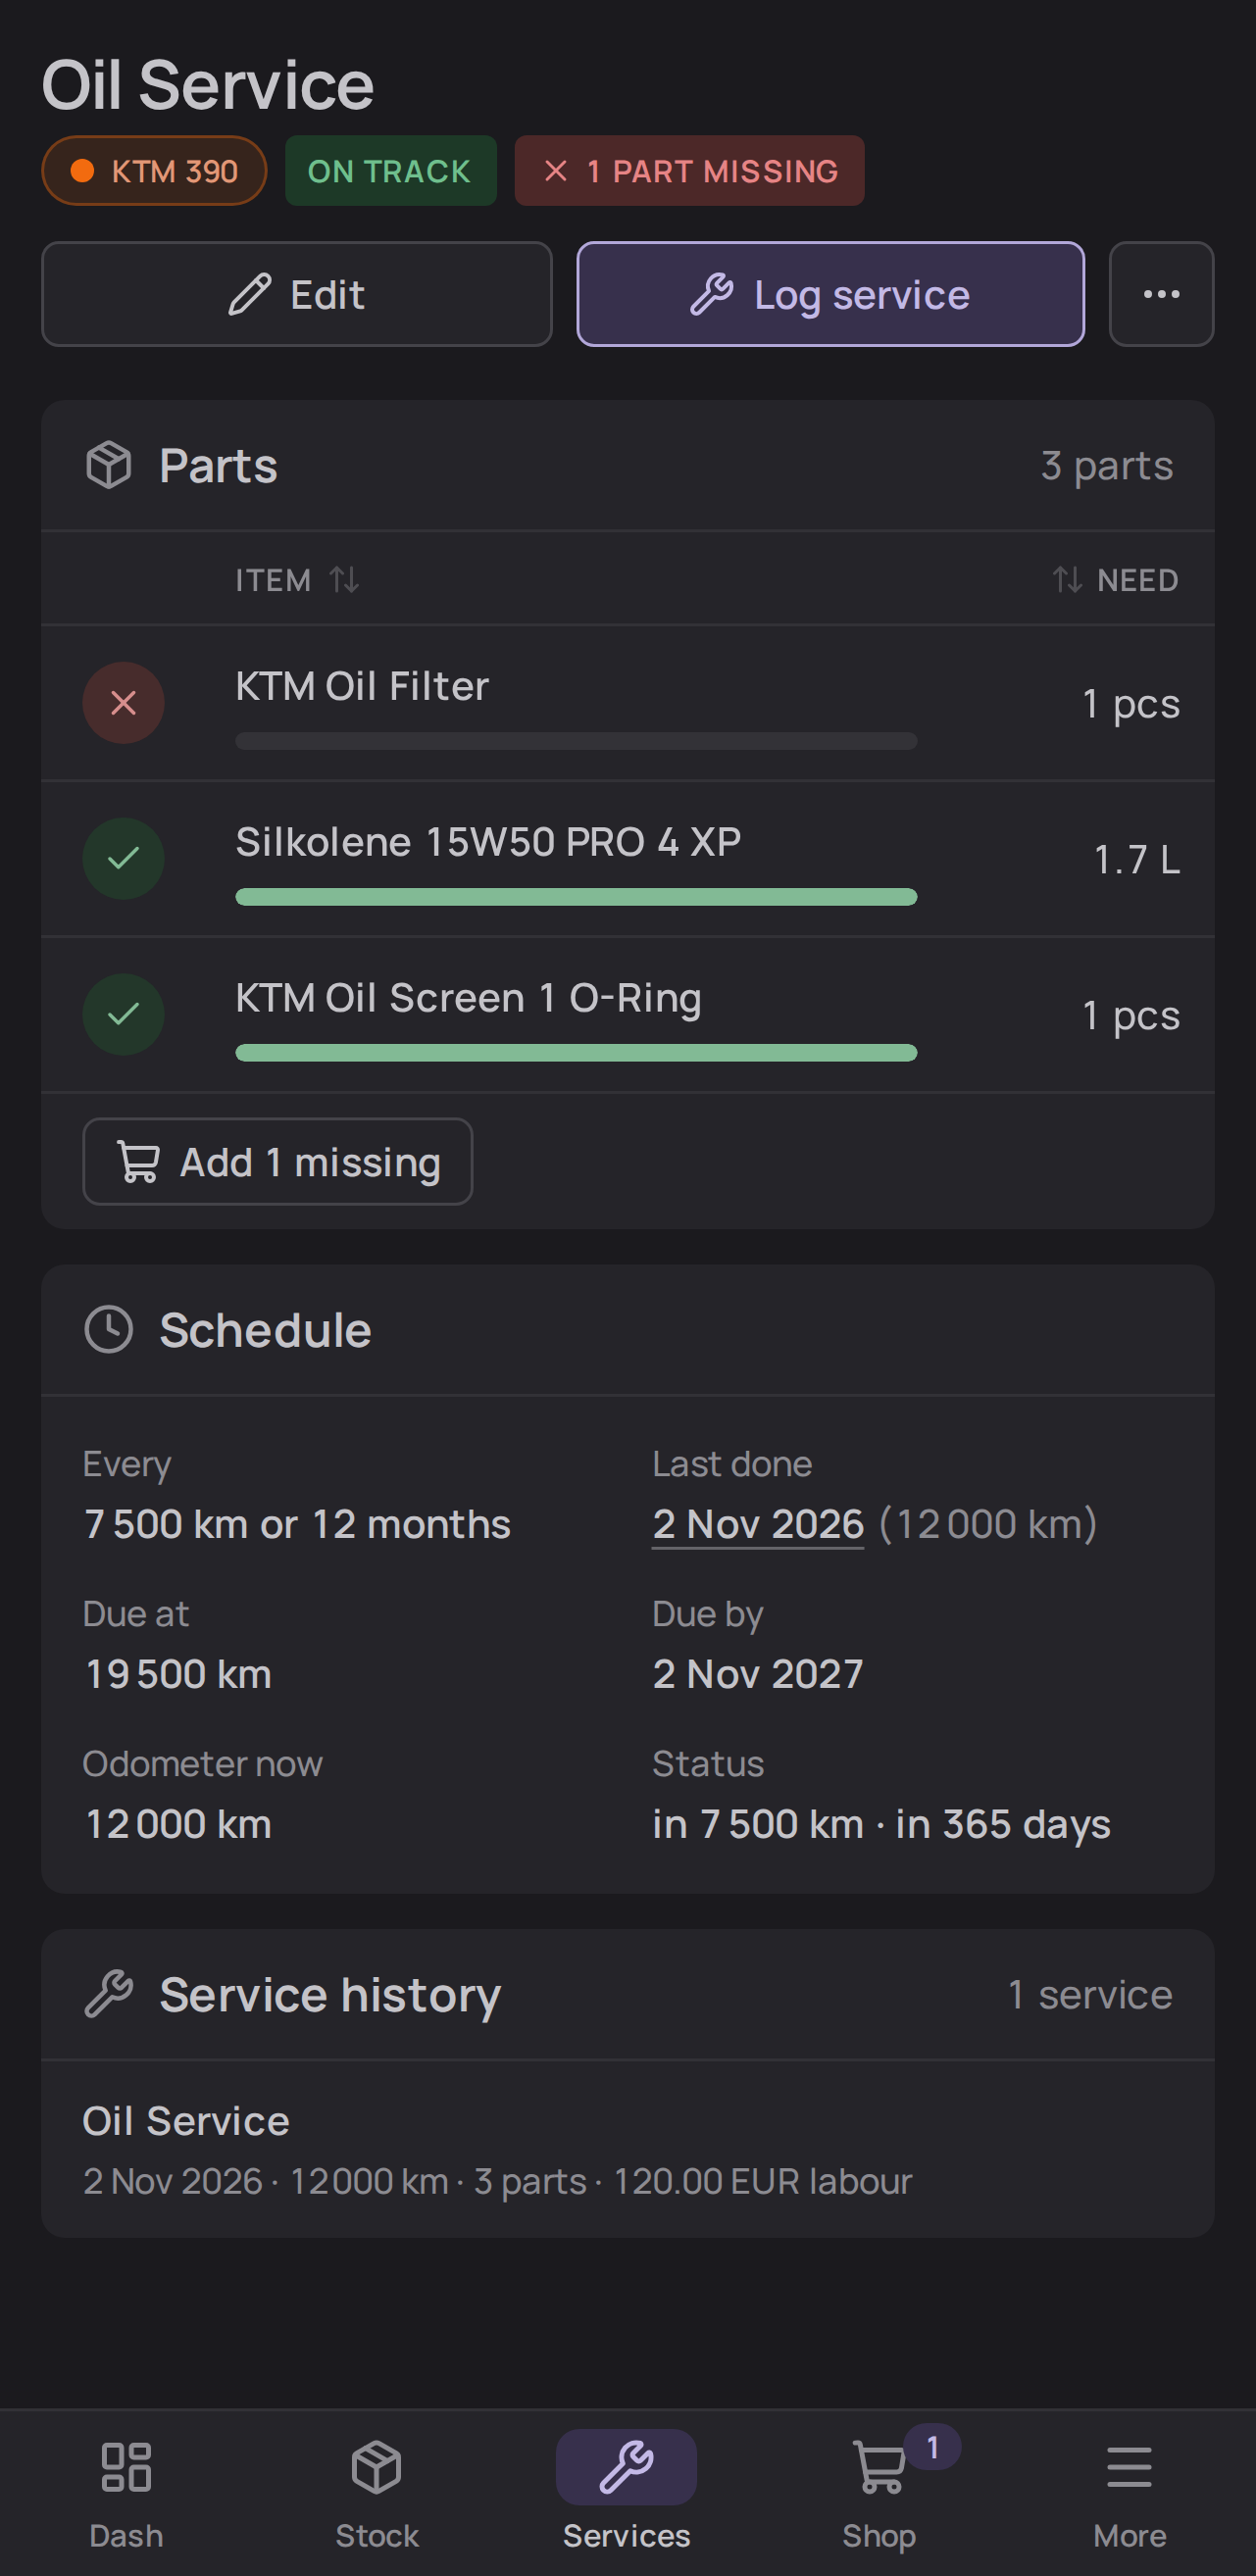 Oil Service
KTM 390 ON TRACK 1 PART MISSING
Edit Log service
Parts 3 parts
ITEM NEED
KTM Oil Filter 1 pcs
Silkolene 15W50 PRO 4 XP 1.7 L
KTM Oil Screen 1 O-Ring 1 pcs
Add 1 missing
Schedule
Every Last done
7 500 km or 12 months 2 Nov 2026 (12 000 km)
Due at Due by
19 500 km 2 Nov 2027
Odometer now Status
12 000 km in 7 500 km · in 365 days
Service history 1 service
Oil Service
2 Nov 2026 · 12 000 km · 3 parts · 120.00 EUR labour
1
Dash Stock Services Shop More